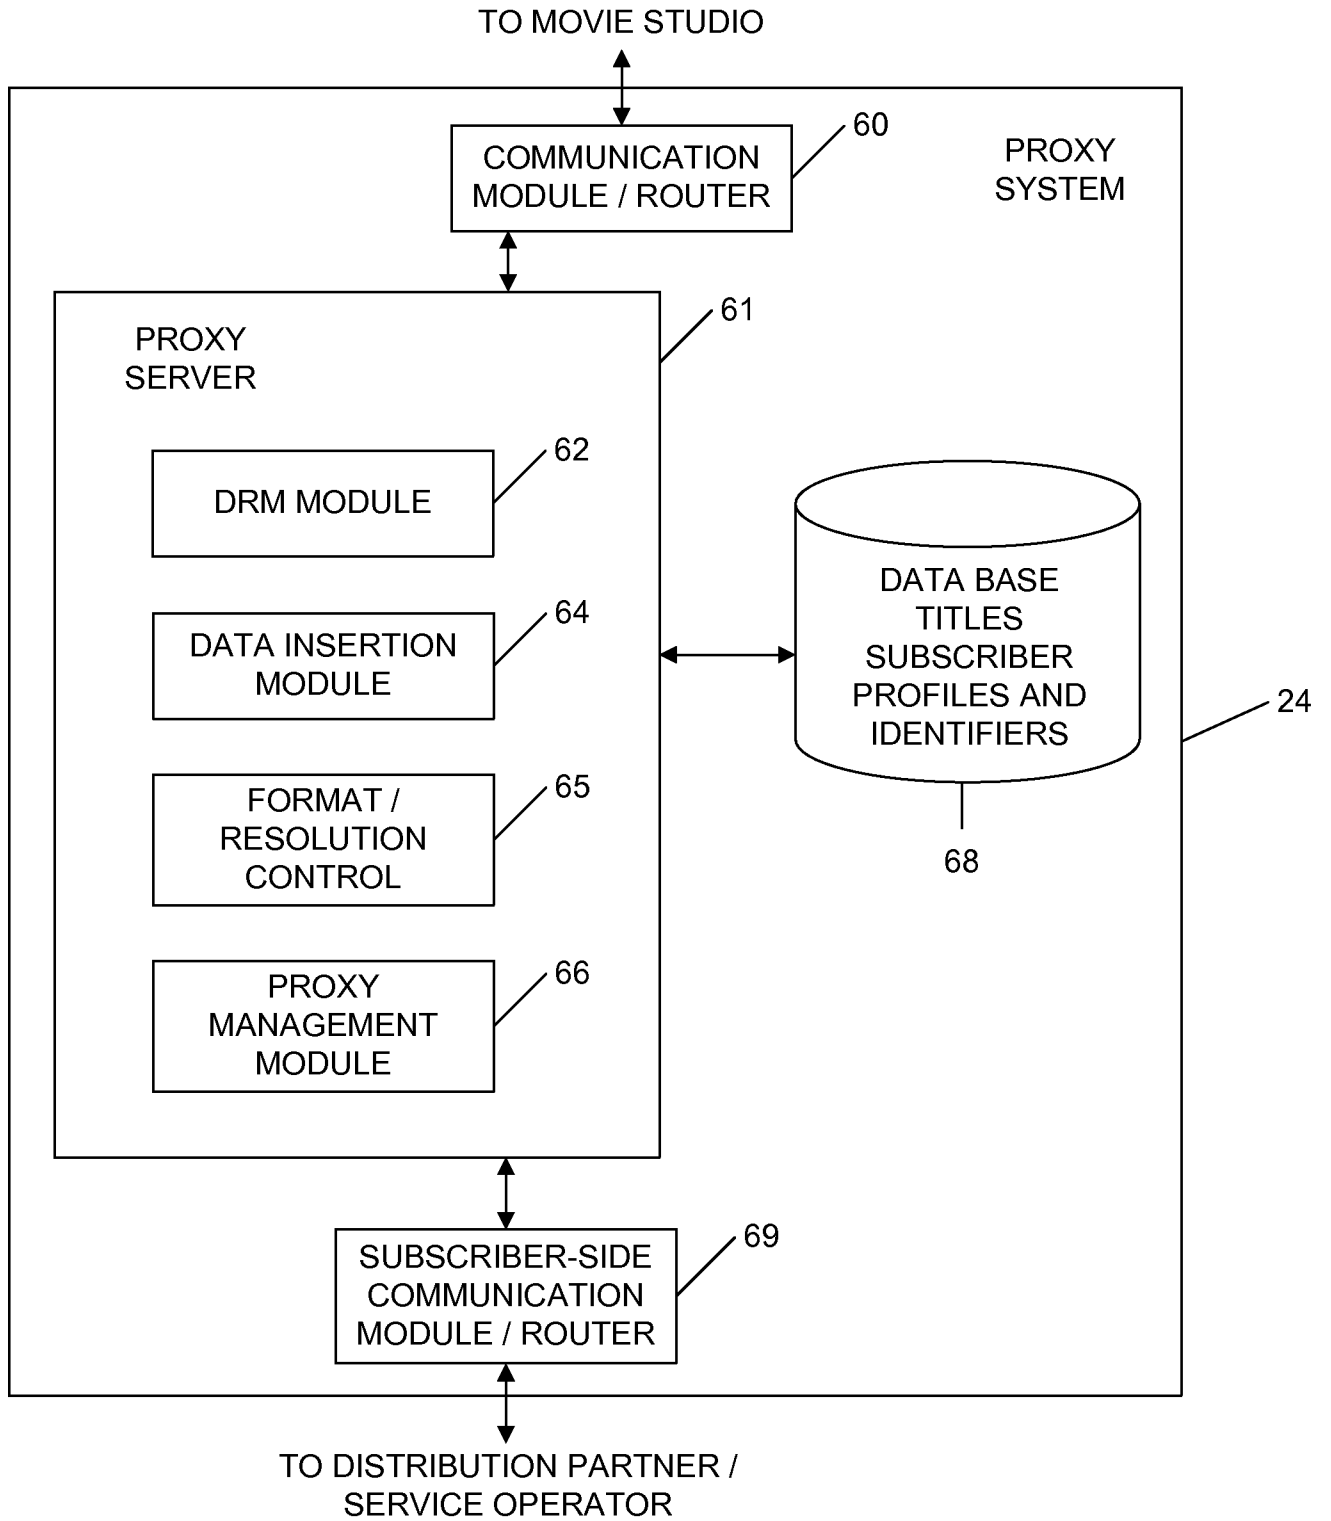 TO MOVIE STUDIO
60
COMMUNICATION
MODULE / ROUTER
PROXY
SYSTEM
61
PROXY
SERVER
62
DRM MODULE
64
DATA INSERTION
MODULE
65
FORMAT /
RESOLUTION
CONTROL
66
PROXY
MANAGEMENT
MODULE
DATA BASE
TITLES
SUBSCRIBER
PROFILES AND
IDENTIFIERS
24
68
69
SUBSCRIBER-SIDE
COMMUNICATION
MODULE / ROUTER
TO DISTRIBUTION PARTNER /
SERVICE OPERATOR